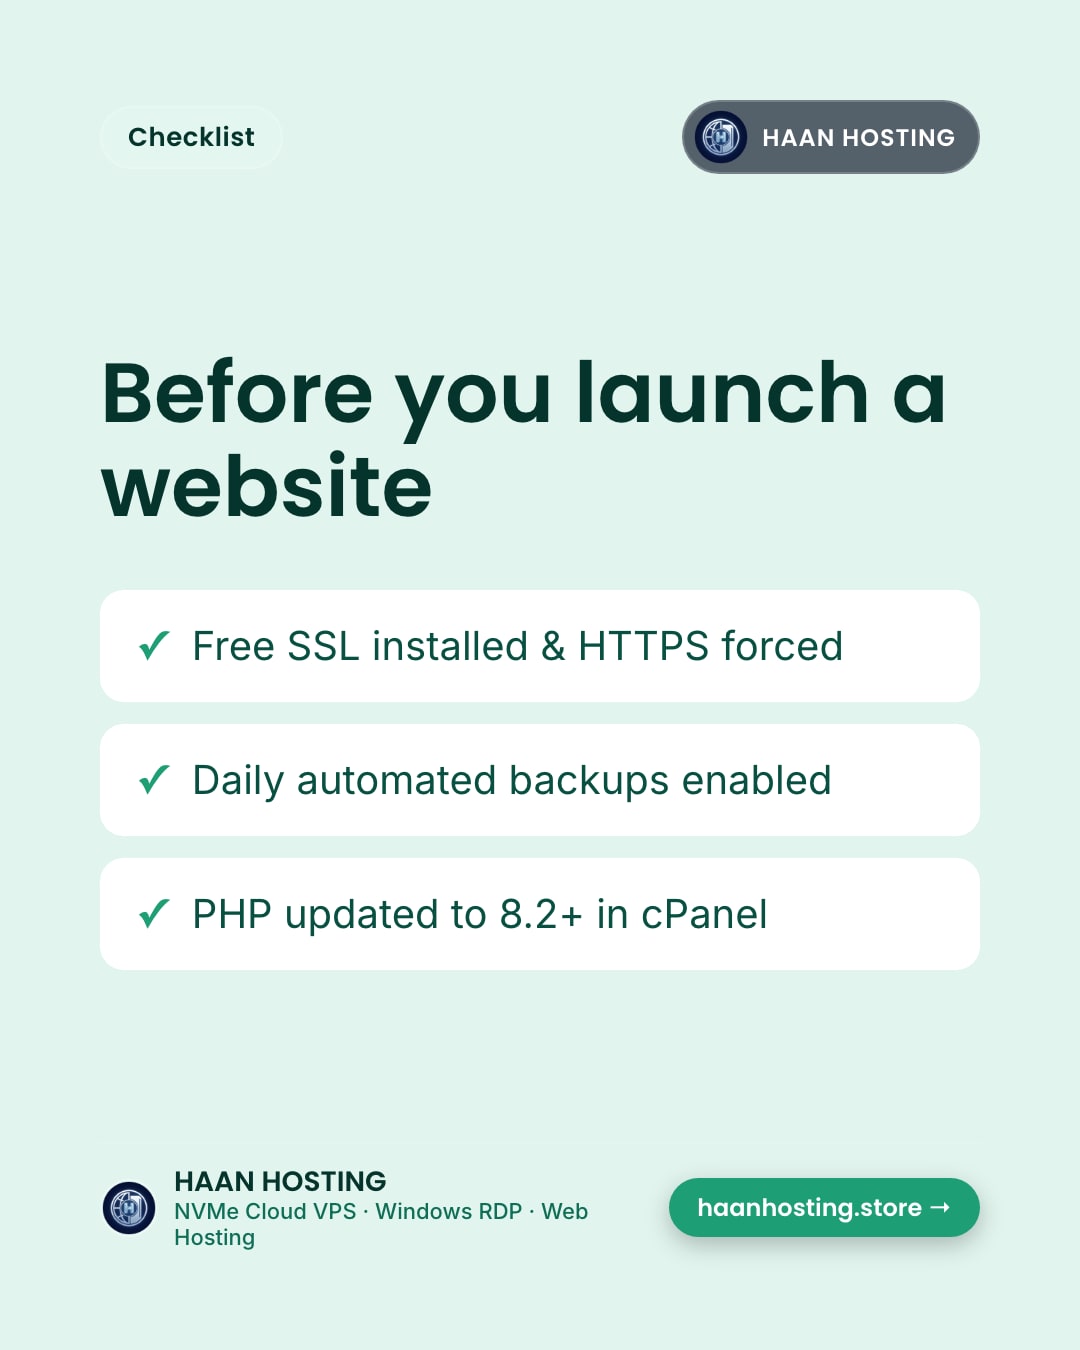 Checklist
HAAN HOSTING
Before you launch a
website
✓ Free SSL installed & HTTPS forced
✓ Daily automated backups enabled
✓ PHP updated to 8.2+ in cPanel
HAAN HOSTING
NVMe Cloud VPS · Windows RDP · Web
Hosting
haanhosting.store →